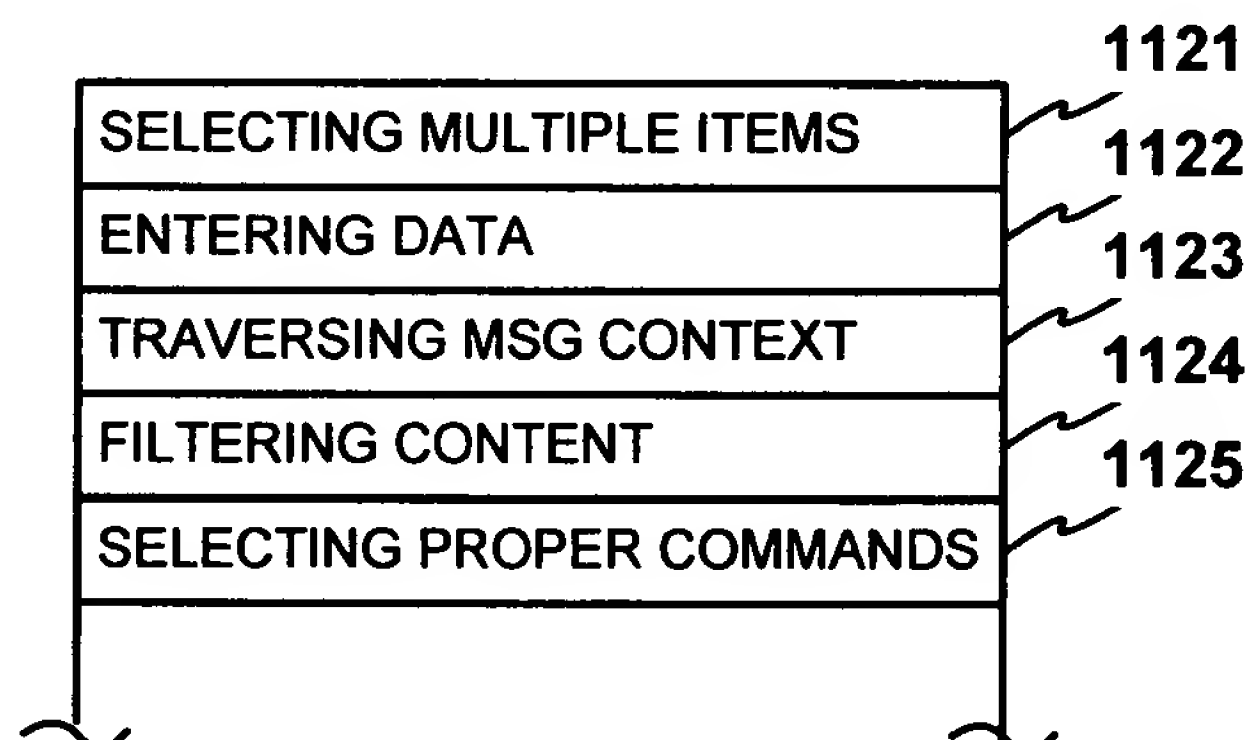 1121
SELECTING MULTIPLE ITEMS
1122
ENTERING DATA
1123
TRAVERSING MSG CONTEXT
1124
FILTERING CONTENT
1125
SELECTING PROPER COMMANDS